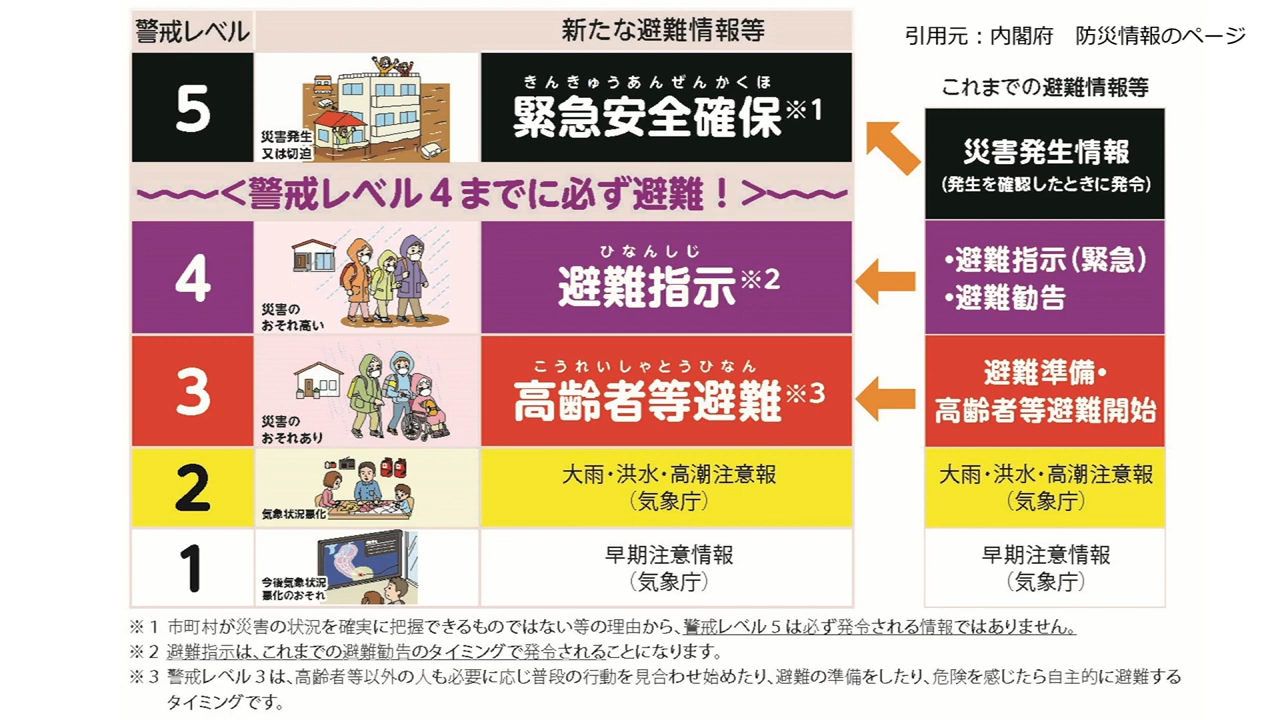 警戒レベル
新たな避難情報等
引用元：内閣府　防災情報のページ
これまでの避難情報等
5
災害発生
又は切迫
きんきゅうあんぜんかくほ
緊急安全確保※1
災害発生情報
(発生を確認したときに発令)
〜〜〜<警戒レベル４までに必ず避難！>〜〜〜
4
災害の
おそれ高い
ひなんしじ
避難指示※2
・避難指示（緊急）
・避難勧告
3
災害の
おそれあり
こうれいしゃとうひなん
高齢者等避難※3
避難準備・
高齢者等避難開始
2
気象状況悪化
大雨・洪水・高潮注意報
（気象庁）
大雨・洪水・高潮注意報
（気象庁）
1
今後気象状況
悪化のおそれ
早期注意情報
（気象庁）
早期注意情報
（気象庁）
※１ 市町村が災害の状況を確実に把握できるものではない等の理由から、警戒レベル５は必ず発令される情報ではありません。
※２ 避難指示は、これまでの避難勧告のタイミングで発令されることになります。
※３ 警戒レベル３は、高齢者等以外の人も必要に応じ普段の行動を見合わせ始めたり、避難の準備をしたり、危険を感じたら自主的に避難する
タイミングです。